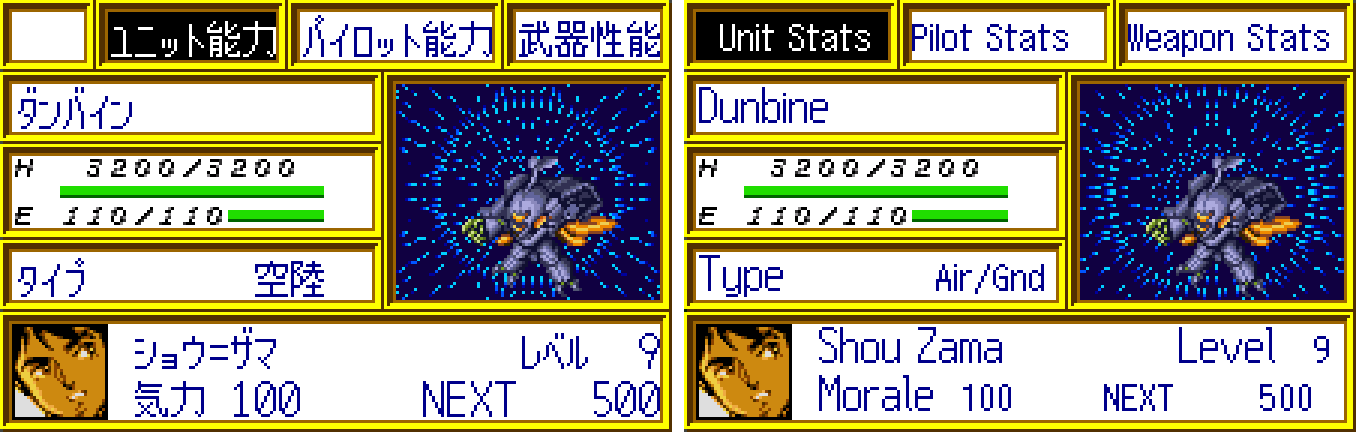 ユニット能力 パイロット能力 武器性能
ダンバイン
H 3200/3200
E 110/110
タイプ 空陸
ショウ=ザマ レベル 9
気力 100 NEXT 500
Unit Stats Pilot Stats Weapon Stats
Dunbine
H 3200/3200
E 110/110
Type Air/Gnd
Shou Zama Level 9
Morale 100 NEXT 500